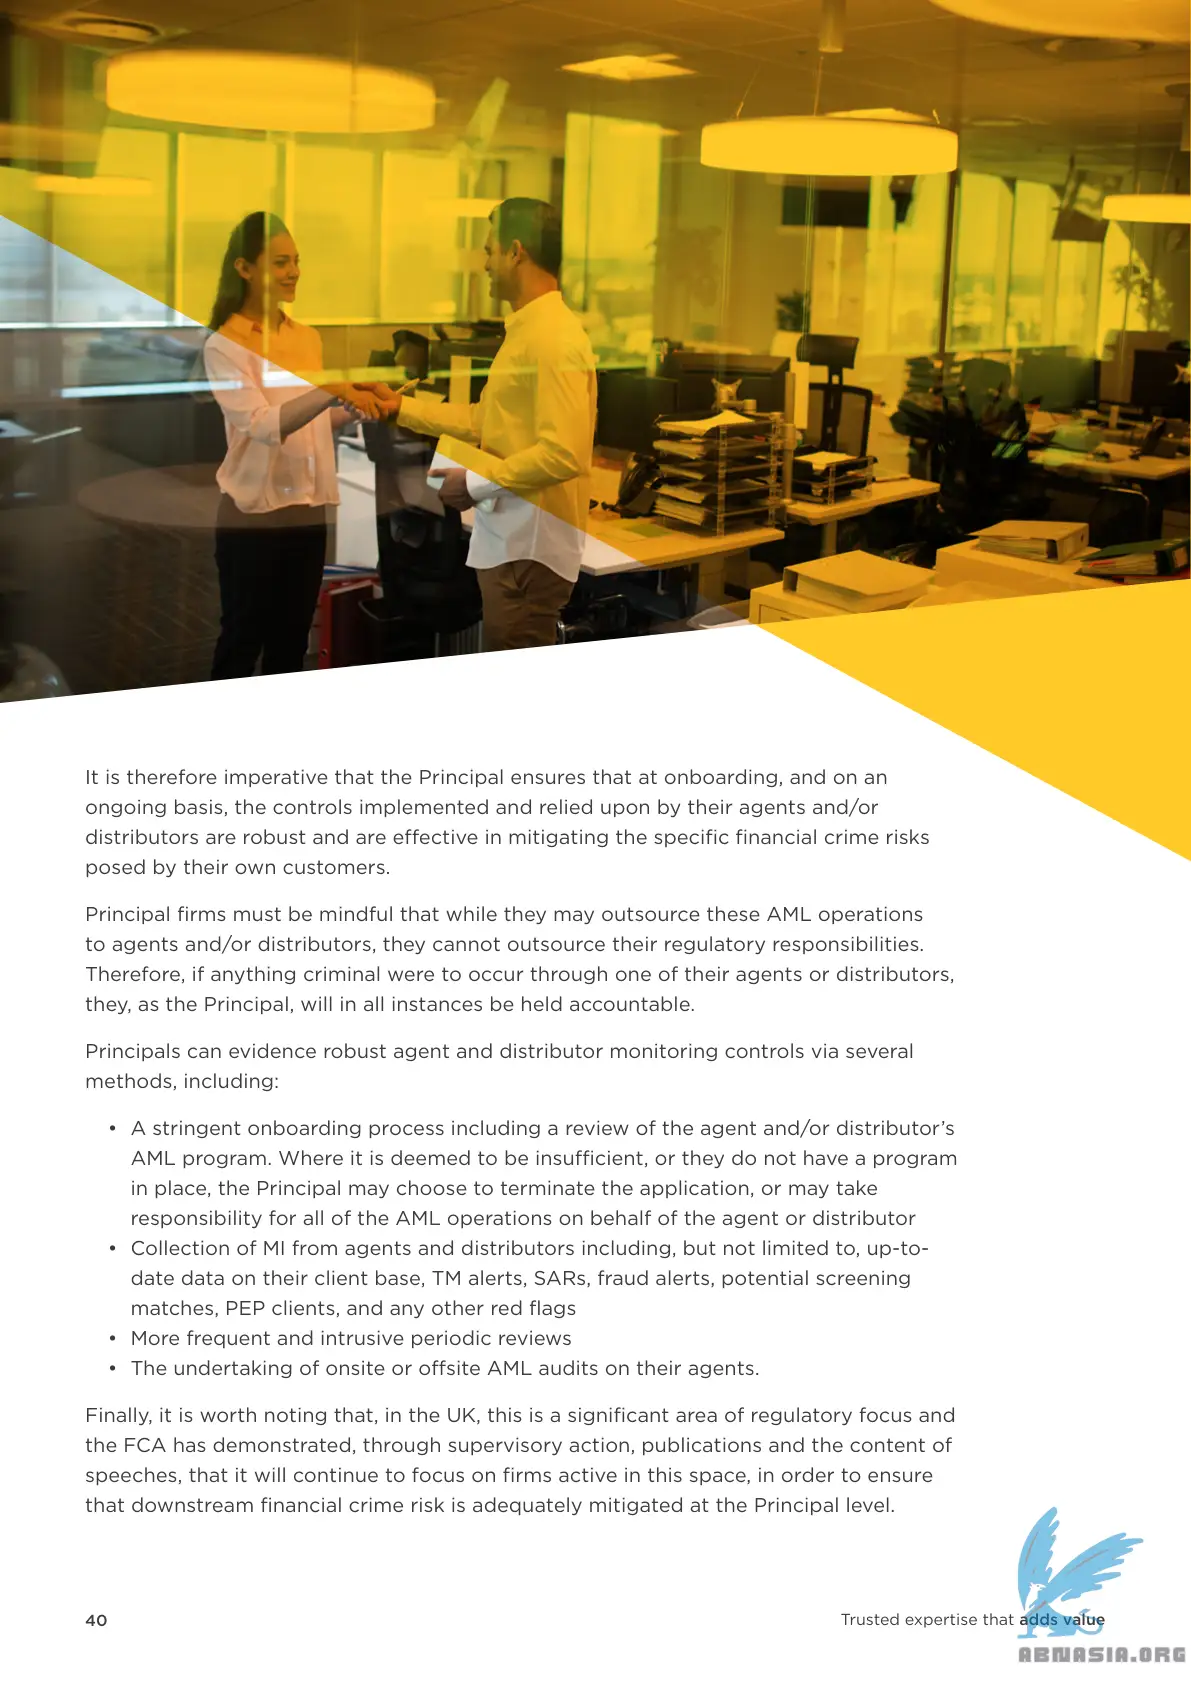 It is therefore imperative that the Principal ensures that at onboarding, and on an
ongoing basis, the controls implemented and relied upon by their agents and/or
distributors are robust and are effective in mitigating the specific financial crime risks
posed by their own customers.
Principal firms must be mindful that while they may outsource these AML operations
to agents and/or distributors, they cannot outsource their regulatory responsibilities.
Therefore, if anything criminal were to occur through one of their agents or distributors,
they, as the Principal, will in all instances be held accountable.
Principals can evidence robust agent and distributor monitoring controls via several
methods, including:
• A stringent onboarding process including a review of the agent and/or distributor’s
AML program. Where it is deemed to be insufficient, or they do not have a program
in place, the Principal may choose to terminate the application, or may take
responsibility for all of the AML operations on behalf of the agent or distributor
• Collection of MI from agents and distributors including, but not limited to, up-to-
date data on their client base, TM alerts, SARs, fraud alerts, potential screening
matches, PEP clients, and any other red flags
• More frequent and intrusive periodic reviews
• The undertaking of onsite or offsite AML audits on their agents.
Finally, it is worth noting that, in the UK, this is a significant area of regulatory focus and
the FCA has demonstrated, through supervisory action, publications and the content of
speeches, that it will continue to focus on firms active in this space, in order to ensure
that downstream financial crime risk is adequately mitigated at the Principal level.
40
Trusted expertise that adds value
ABNASIA.ORG